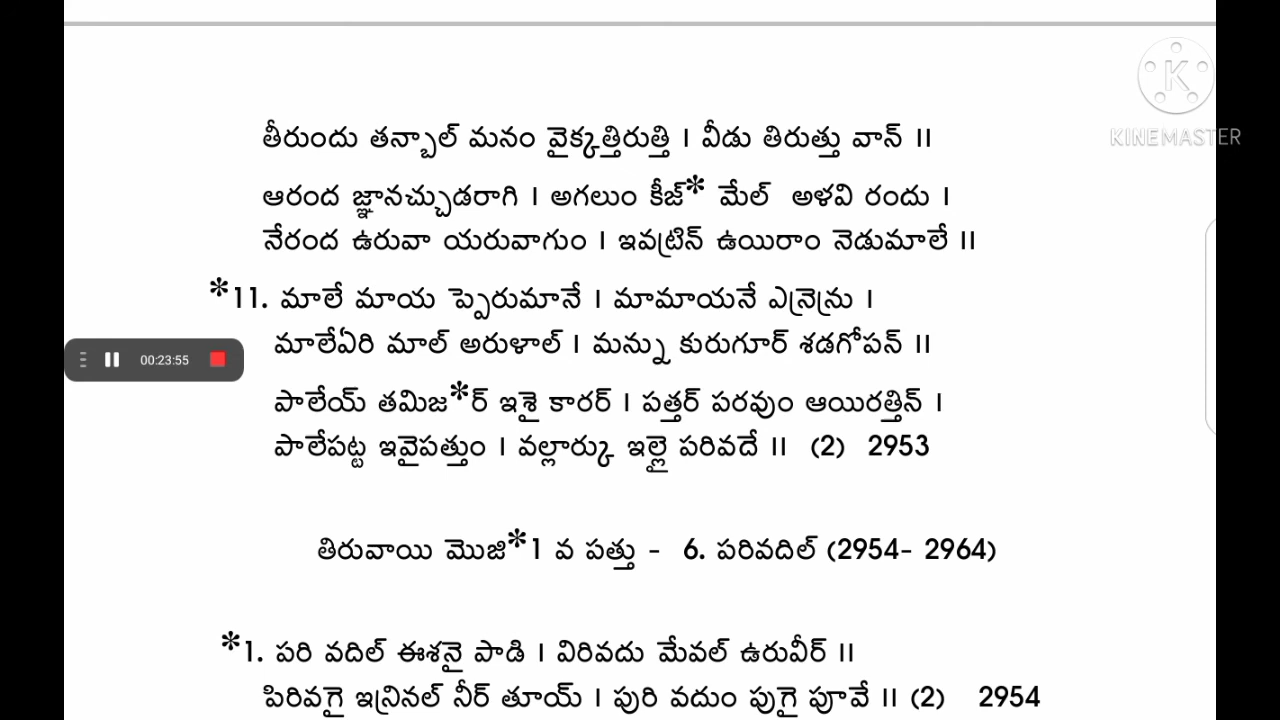 తీరుందు తన్బాల్ మనం వైక్కత్తిరుత్తి । వీడు తిరుత్తు వాన్ ॥
ఆరంద జ్ఞానచ్చుడరాగి । అగలుం కీజ్* మేల్ అళవి రందు ।
నేరంద ఉరువా యరువాగుం । ఇవట్రిన్ ఉయిరాం నెడుమాలే ॥
*11. మాలే మాయ ప్పెరుమానే । మామాయనే ఎన్రెన్రు ।
మాలేఏరి మాల్ అరుళాల్ । మన్ను కురుగూర్ శడగోపన్ ॥
పాలేయ్ తమిజ*ర్ ఇశై కారర్ । పత్తర్ పరవుం ఆయిరత్తిన్ ।
పాలేపట్ట ఇవైపత్తుం । వల్లార్కు ఇల్లై పరివదే ॥ (2) 2953
తిరువాయి మొజి*1 వ పత్తు - 6. పరివదిల్ (2954- 2964)
*1. పరి వదిల్ ఈశనై పాడి । విరివదు మేవల్ ఉరువీర్ ॥
పిరివగై ఇన్రినల్ నీర్ తూయ్ । పురి వదుం పుగై పూవే ॥ (2) 2954
KINEMASTER
00:23:55